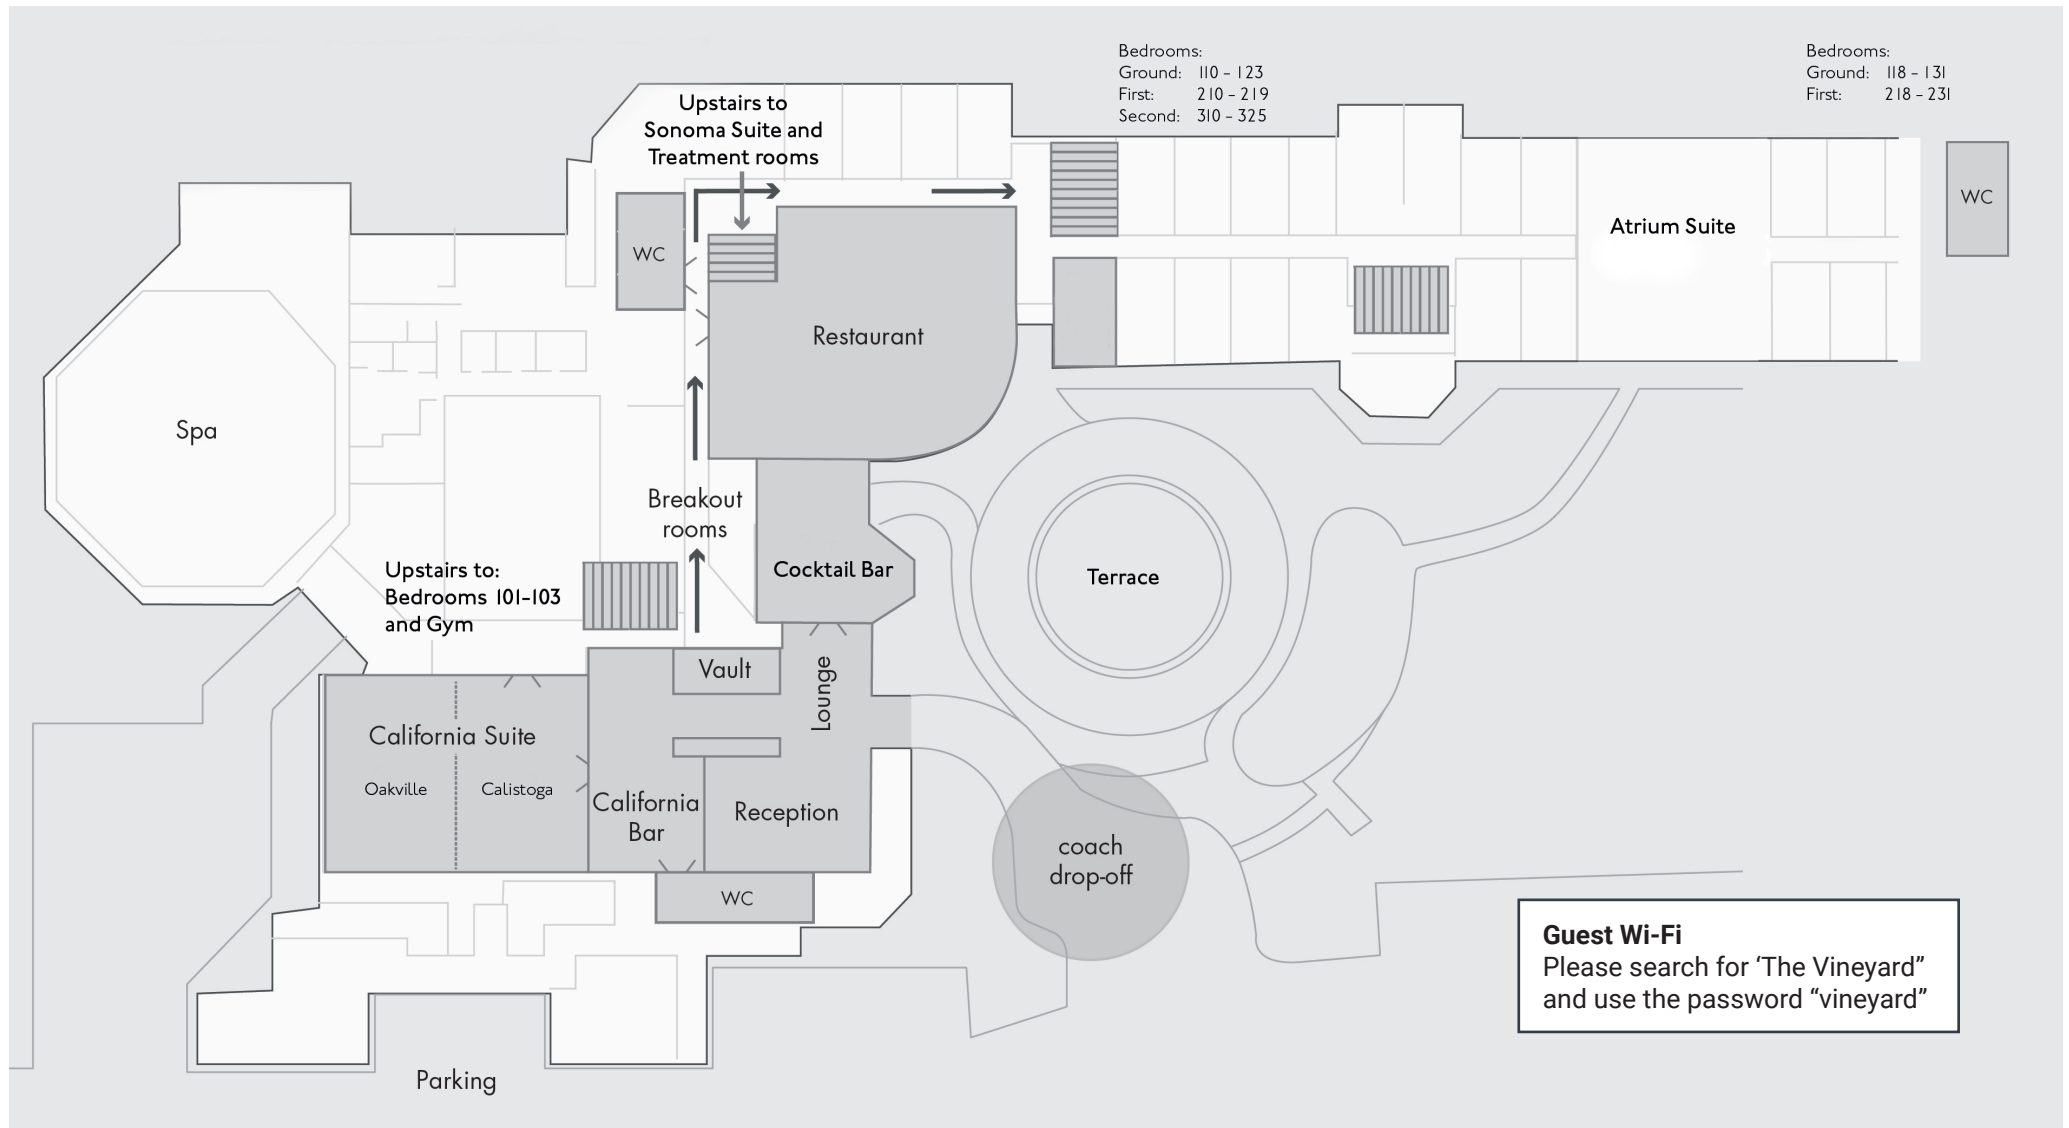 Bedrooms:
Ground: 110 – 123
First: 210 – 219
Second: 310 – 325
Bedrooms:
Ground: 118 – 131
First: 218 – 231
Upstairs to
Sonoma Suite and
Treatment rooms
WC
WC
Atrium Suite
Restaurant
Spa
Breakout
rooms
Cocktail Bar
Terrace
Upstairs to:
Bedrooms 101-103
and Gym
Vault
Lounge
California Suite
Oakville
Calistoga
California
Bar
Reception
coach
drop-off
WC
Guest Wi-Fi
Please search for ‘The Vineyard”
and use the password “vineyard”
Parking